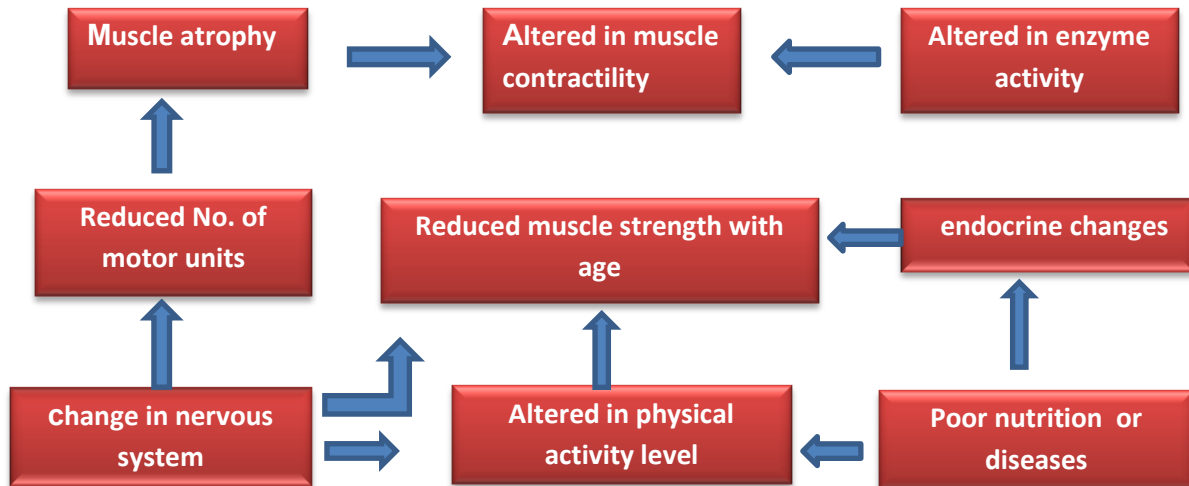 Muscle atrophy
Altered in muscle
contractility
Altered in enzyme
activity
Reduced No. of
motor units
Reduced muscle strength with
age
endocrine changes
change in nervous
system
Altered in physical
activity level
Poor nutrition or
diseases